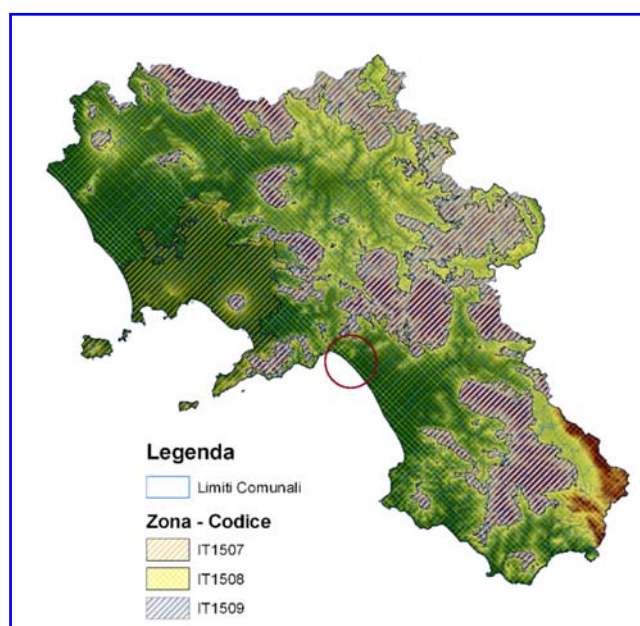 Legenda
Limiti Comunali
Zona - Codice
IT1507
IT1508
IT1509